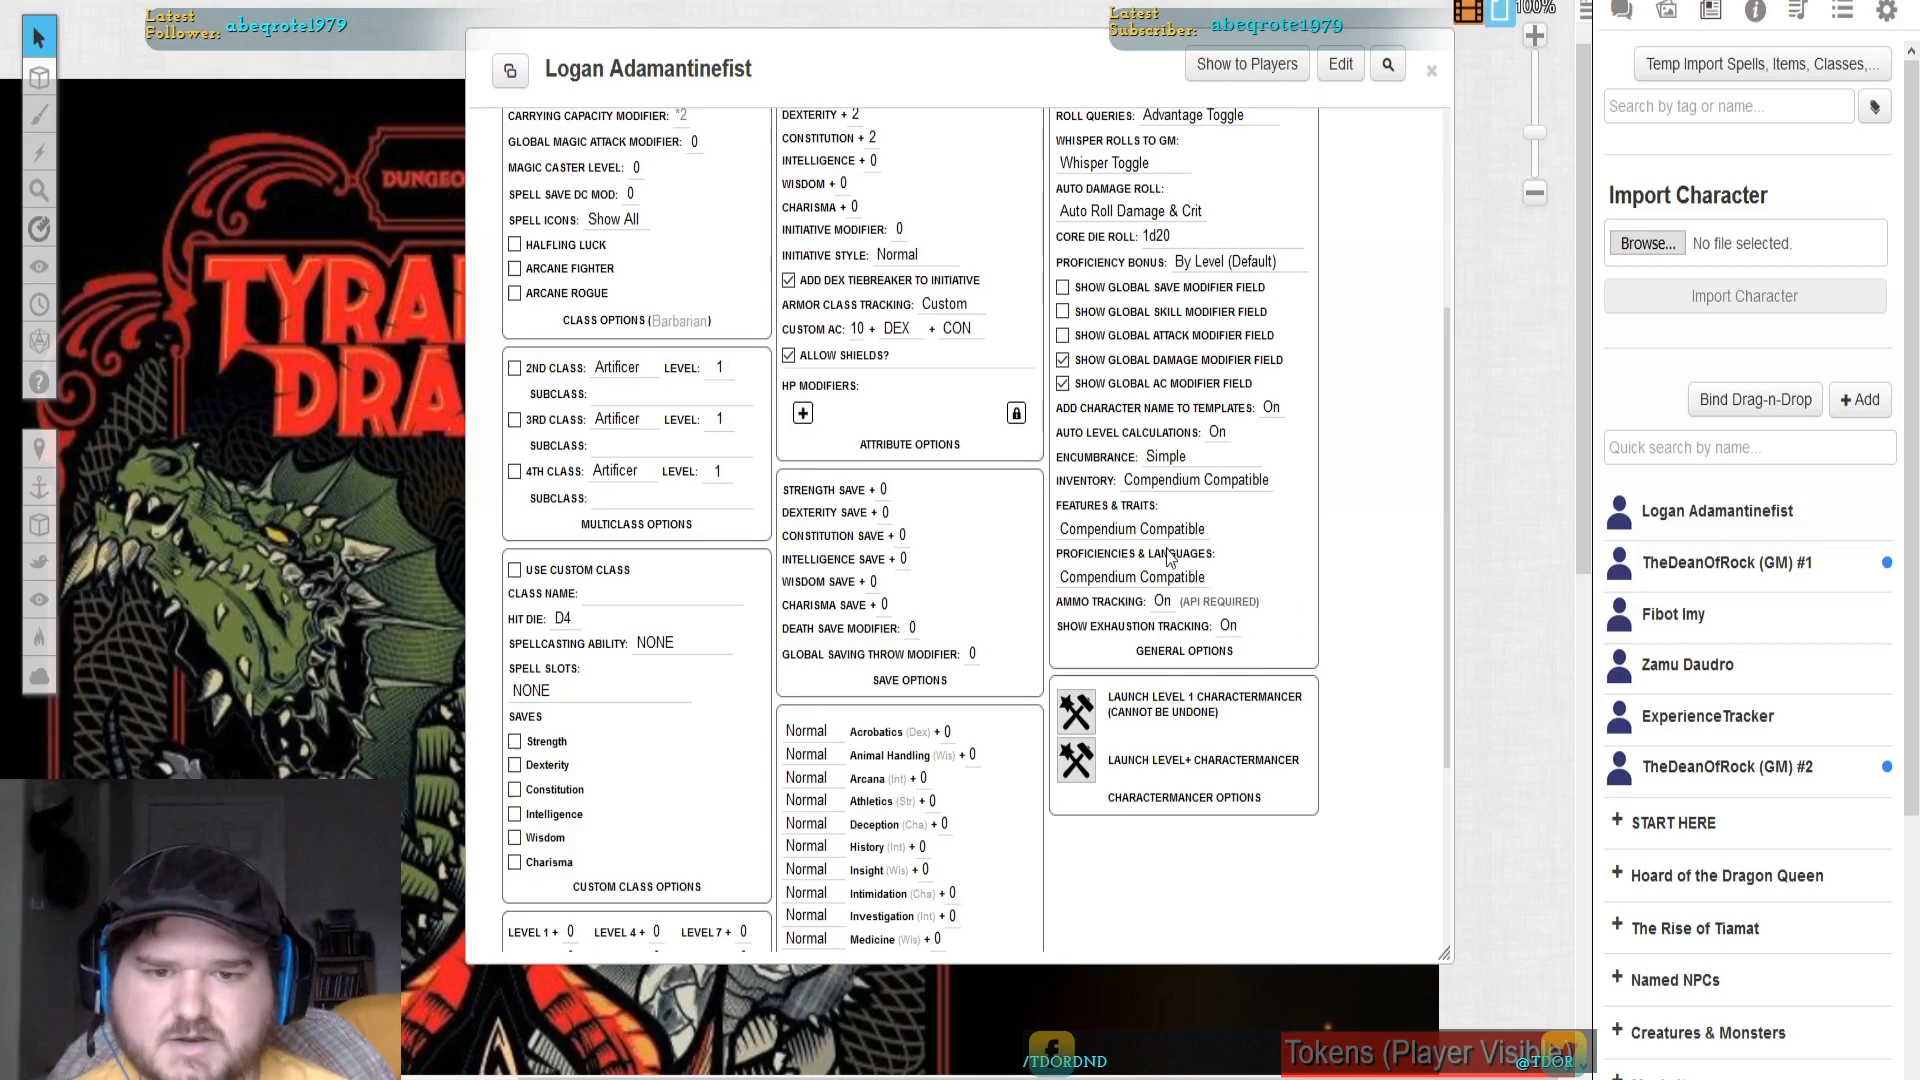 Latest
Follower: abeqrote1979
Latest
Subscriber: abeqrote1979
100%
DUNGEO
TYRA
DRA
Logan Adamantinefist
Show to Players
Edit
CARRYING CAPACITY MODIFIER: *2
GLOBAL MAGIC ATTACK MODIFIER: 0
MAGIC CASTER LEVEL: 0
SPELL SAVE DC MOD: 0
SPELL ICONS: Show All
HALFLING LUCK
ARCANE FIGHTER
ARCANE ROGUE
CLASS OPTIONS (Barbarian)
2ND CLASS: Artificer LEVEL: 1
SUBCLASS:
3RD CLASS: Artificer LEVEL: 1
SUBCLASS:
4TH CLASS: Artificer LEVEL: 1
SUBCLASS:
MULTICLASS OPTIONS
USE CUSTOM CLASS
CLASS NAME:
HIT DIE: D4
SPELLCASTING ABILITY: NONE
SPELL SLOTS:
NONE
SAVES
Strength
Dexterity
Constitution
Intelligence
Wisdom
Charisma
CUSTOM CLASS OPTIONS
LEVEL 1 + 0 LEVEL 4 + 0 LEVEL 7 + 0
DEXTERITY + 2
CONSTITUTION + 2
INTELLIGENCE + 0
WISDOM + 0
CHARISMA + 0
INITIATIVE MODIFIER: 0
INITIATIVE STYLE: Normal
ADD DEX TIEBREAKER TO INITIATIVE
ARMOR CLASS TRACKING: Custom
CUSTOM AC: 10 + DEX + CON
ALLOW SHIELDS?
HP MODIFIERS:
ATTRIBUTE OPTIONS
STRENGTH SAVE + 0
DEXTERITY SAVE + 0
CONSTITUTION SAVE + 0
INTELLIGENCE SAVE + 0
WISDOM SAVE + 0
CHARISMA SAVE + 0
DEATH SAVE MODIFIER: 0
GLOBAL SAVING THROW MODIFIER: 0
SAVE OPTIONS
Normal Acrobatics (Dex) + 0
Normal Animal Handling (Wis) + 0
Normal Arcana (Int) + 0
Normal Athletics (Str) + 0
Normal Deception (Cha) + 0
Normal History (Int) + 0
Normal Insight (Wis) + 0
Normal Intimidation (Cha) + 0
Normal Investigation (Int) + 0
Normal Medicine (Wis) + 0
ROLL QUERIES: Advantage Toggle
WHISPER ROLLS TO GM:
Whisper Toggle
AUTO DAMAGE ROLL:
Auto Roll Damage & Crit
CORE DIE ROLL: 1d20
PROFICIENCY BONUS: By Level (Default)
SHOW GLOBAL SAVE MODIFIER FIELD
SHOW GLOBAL SKILL MODIFIER FIELD
SHOW GLOBAL ATTACK MODIFIER FIELD
SHOW GLOBAL DAMAGE MODIFIER FIELD
SHOW GLOBAL AC MODIFIER FIELD
ADD CHARACTER NAME TO TEMPLATES: On
AUTO LEVEL CALCULATIONS: On
ENCUMBRANCE: Simple
INVENTORY: Compendium Compatible
FEATURES & TRAITS:
Compendium Compatible
PROFICIENCIES & LANGUAGES:
Compendium Compatible
AMMO TRACKING: On (API REQUIRED)
SHOW EXHAUSTION TRACKING: On
GENERAL OPTIONS
LAUNCH LEVEL 1 CHARACTERMANCER
(CANNOT BE UNDONE)
LAUNCH LEVEL+ CHARACTERMANCER
CHARACTERMANCER OPTIONS
/TDORDND
Tokens (Player Visible)
@TDOR
Temp Import Spells, Items, Classes,...
Search by tag or name...
Import Character
Browse... No file selected.
Import Character
Bind Drag-n-Drop
+ Add
Quick search by name...
Logan Adamantinefist
TheDeanOfRock (GM) #1
Fibot Imy
Zamu Daudro
ExperienceTracker
TheDeanOfRock (GM) #2
START HERE
Hoard of the Dragon Queen
The Rise of Tiamat
Named NPCs
Creatures & Monsters